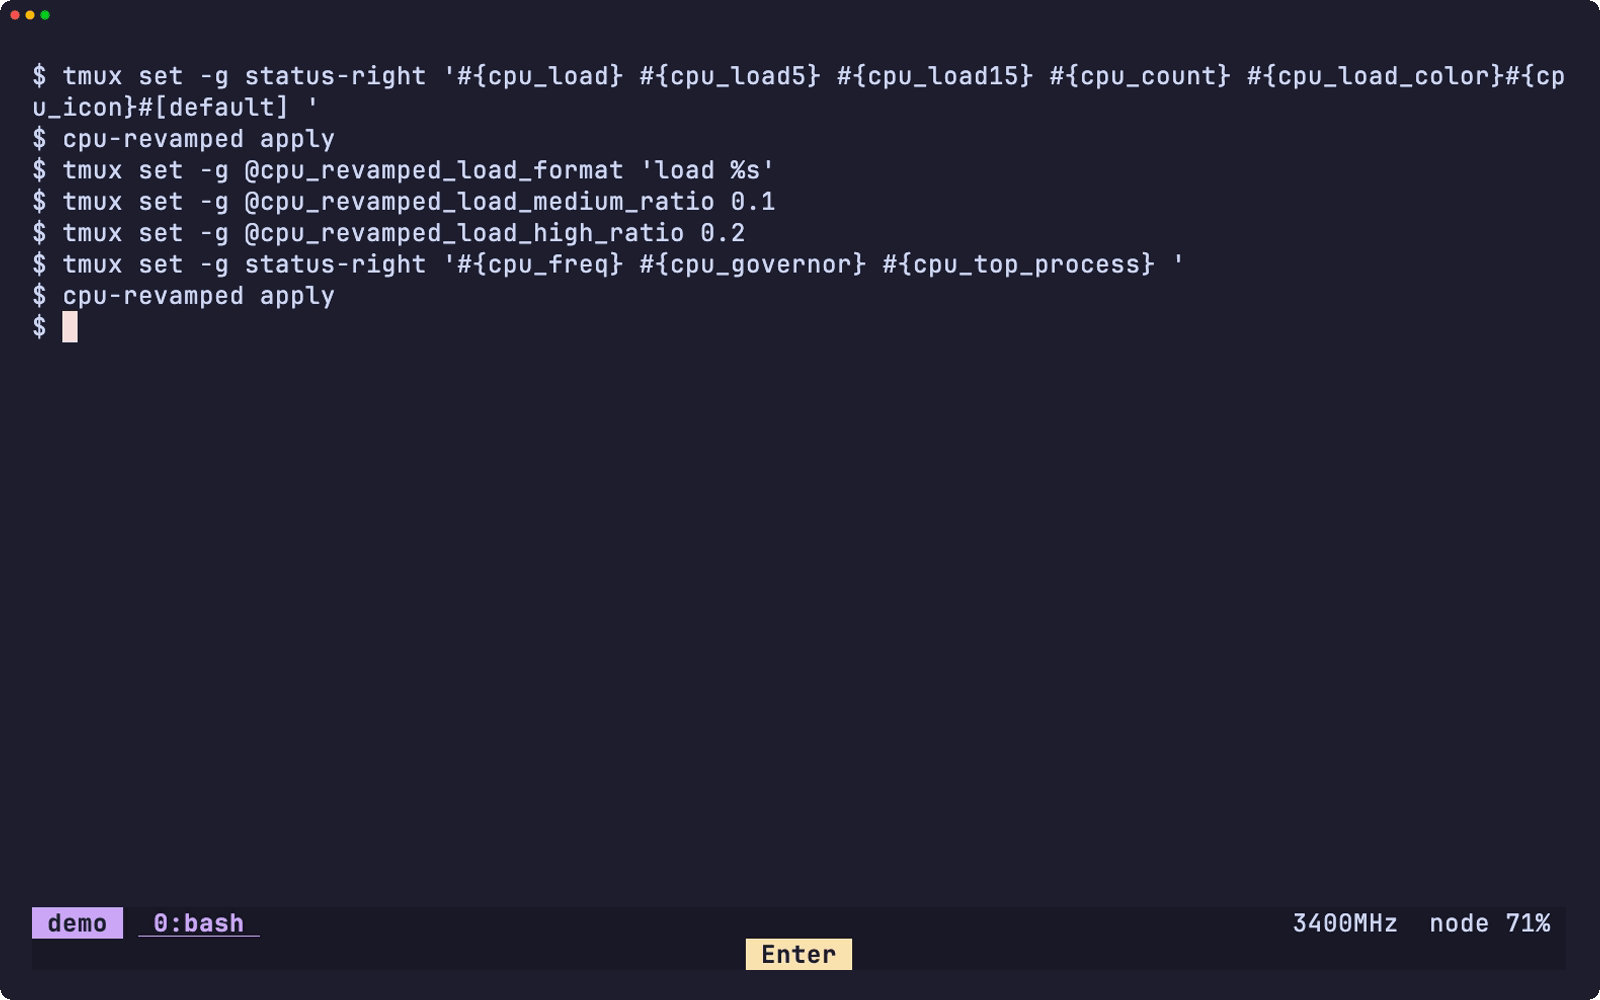 $ tmux set -g status-right '#{cpu_load} #{cpu_load5} #{cpu_load15} #{cpu_count} #{cpu_load_color}#{cp
u_icon}#[default] '
$ cpu-revamped apply
$ tmux set -g @cpu_revamped_load_format 'load %s'
$ tmux set -g @cpu_revamped_load_medium_ratio 0.1
$ tmux set -g @cpu_revamped_load_high_ratio 0.2
$ tmux set -g status-right '#{cpu_freq} #{cpu_governor} #{cpu_top_process} '
$ cpu-revamped apply
$
demo 0:bash 3400MHz node 71%
Enter